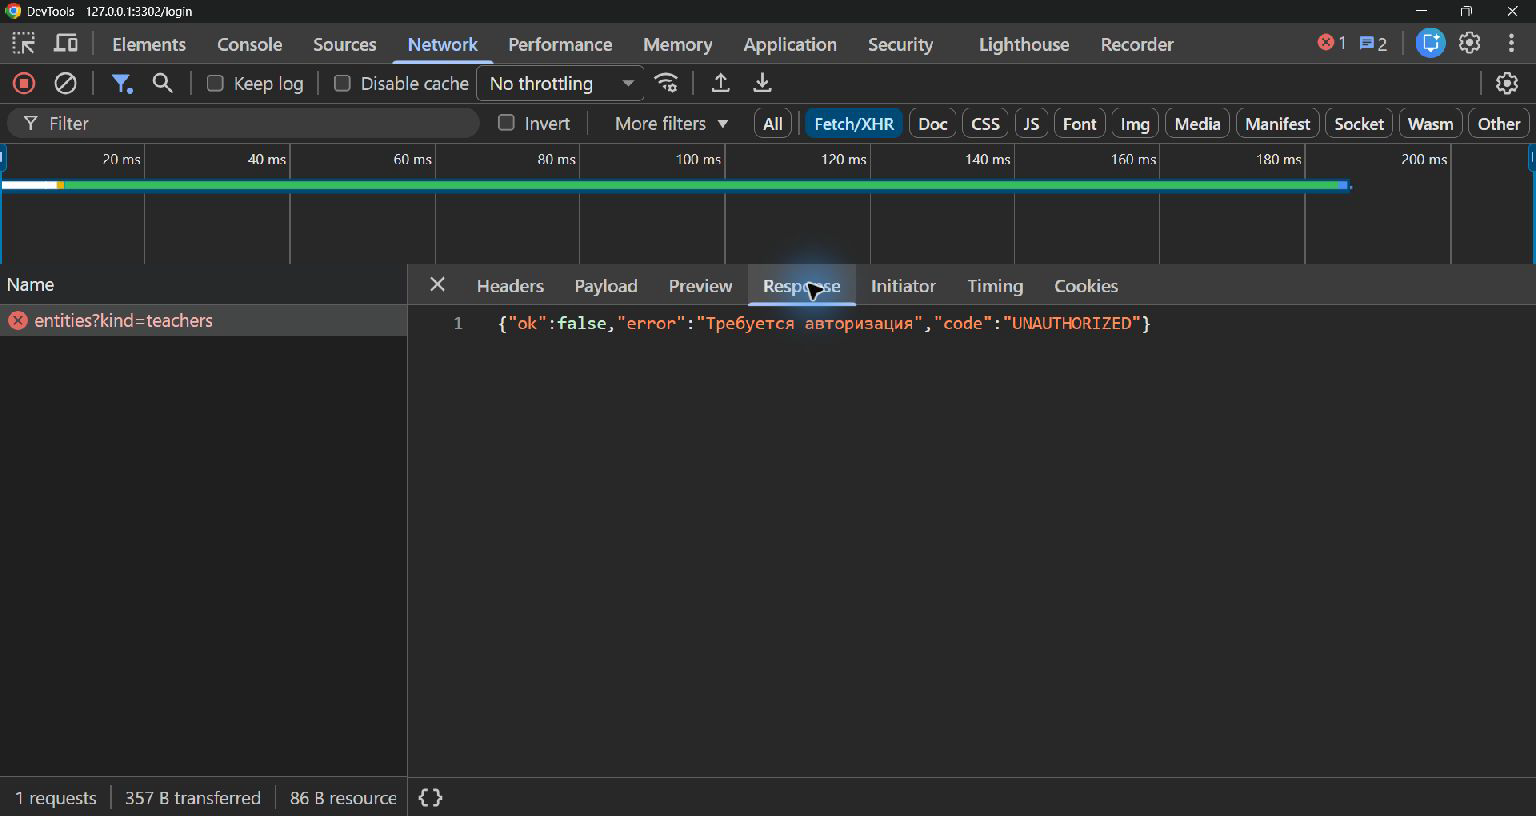 DevTools 127.0.0.1:3302/login
Elements Console Sources Network Performance Memory Application Security Lighthouse Recorder 1 2
Keep log Disable cache No throttling
Filter Invert More filters All Fetch/XHR Doc CSS JS Font Img Media Manifest Socket Wasm Other
20 ms 40 ms 60 ms 80 ms 100 ms 120 ms 140 ms 160 ms 180 ms 200 ms
Name Headers Payload Preview Response Initiator Timing Cookies
entities?kind=teachers
1 {"ok":false,"error":"Требуется авторизация","code":"UNAUTHORIZED"}
1 requests 357 B transferred 86 B resource {}